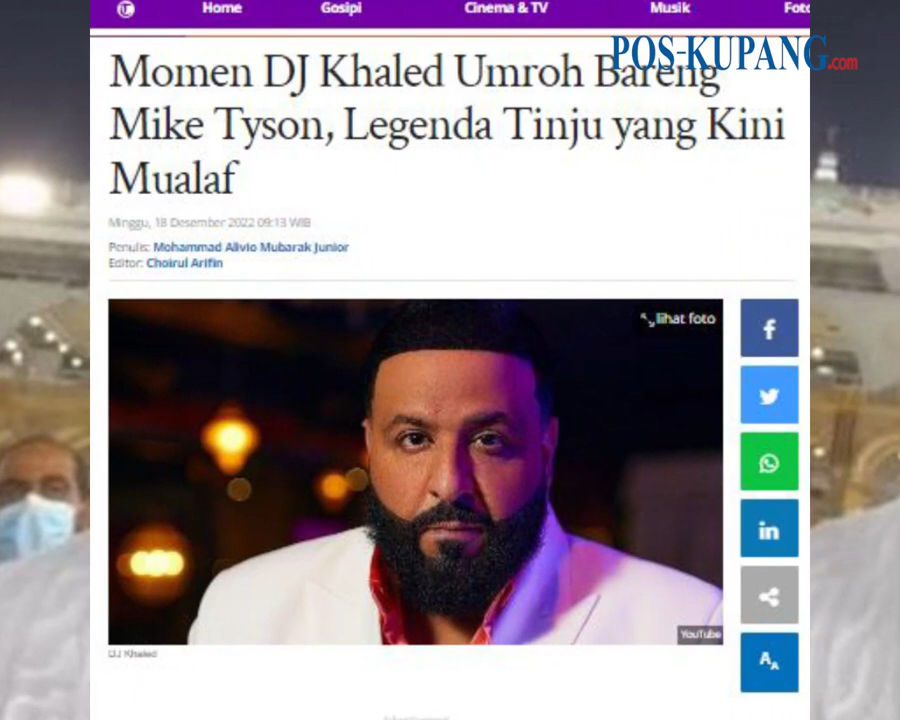 Home Gosipi Cinema & TV Musik Foto
POS-KUPANG.com
Momen DJ Khaled Umroh Bareng
Mike Tyson, Legenda Tinju yang Kini
Mualaf
Minggu, 18 Desember 2022 09:13 WIB
Penulis: Mohammad Alivio Mubarak Junior
Editor: Choirul Arifin
lihat foto
YouTube
DJ Khaled